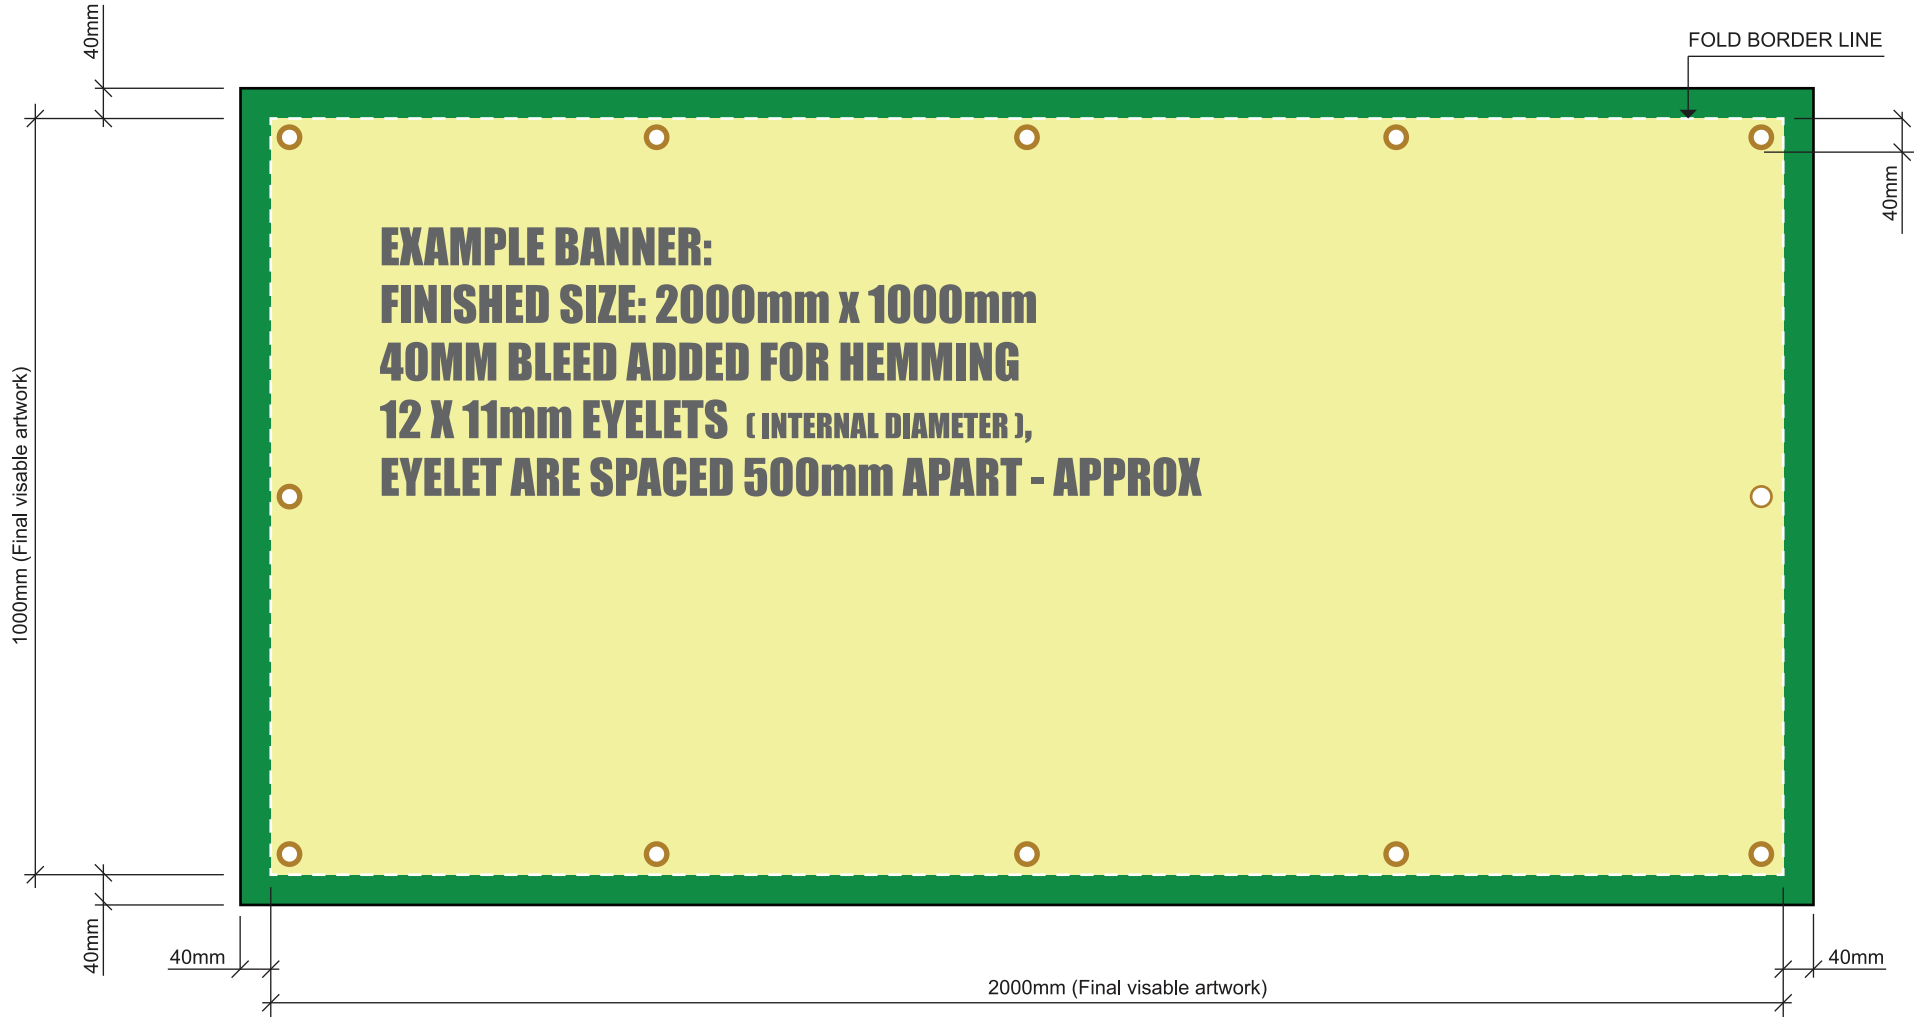 40mm
FOLD BORDER LINE
40mm
EXAMPLE BANNER:
FINISHED SIZE: 2000mm x 1000mm
40MM BLEED ADDED FOR HEMMING
12 X 11mm EYELETS ( INTERNAL DIAMETER ),
EYELET ARE SPACED 500mm APART - APPROX
1000mm (Final visable artwork)
40mm
40mm
40mm
2000mm (Final visable artwork)